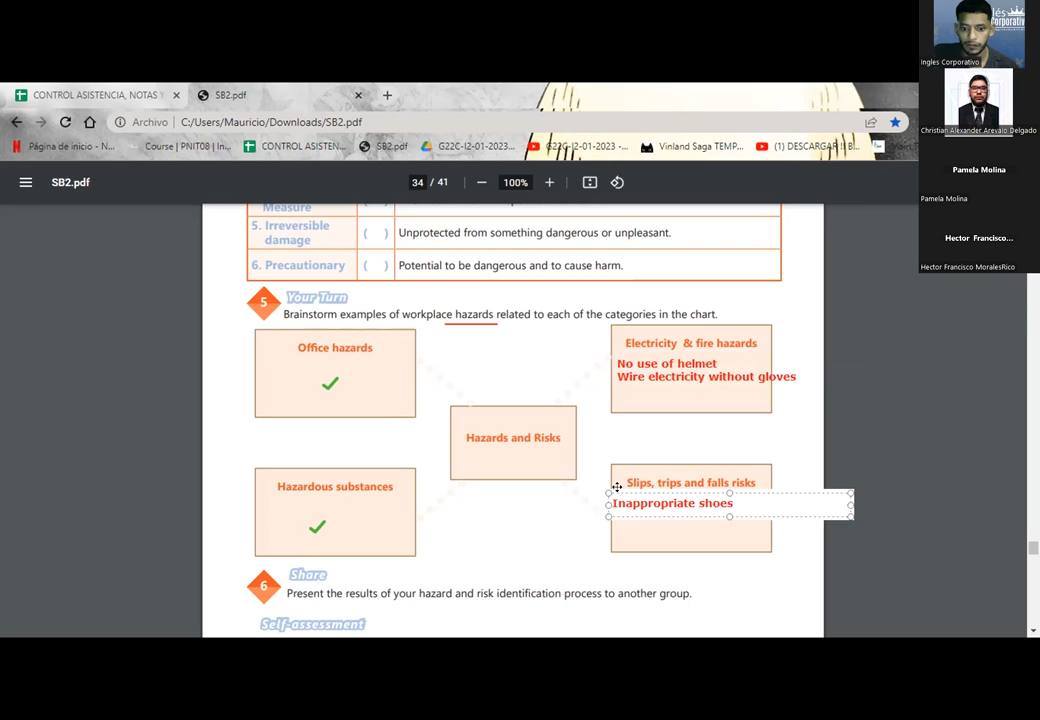 CONTROL ASISTENCIA, NOTAS Y
SB2.pdf
Archivo
C:/Users/Mauricio/Downloads/SB2.pdf
Página de inicio - N...
Course | PNIT08 | In...
CONTROL ASISTEN...
SB2.pdf
G22C-I2-01-2023...
G22C-I2-01-2023 -...
Vinland Saga TEMP...
(1) DESCARGAR !! B...
SB2.pdf
34 / 41
100%
Measure
5. Irreversible damage
( )
Unprotected from something dangerous or unpleasant.
6. Precautionary
( )
Potential to be dangerous and to cause harm.
5
Your Turn
Brainstorm examples of workplace hazards related to each of the categories in the chart.
Office hazards
Electricity & fire hazards
No use of helmet
Wire electricity without gloves
Hazards and Risks
Hazardous substances
Slips, trips and falls risks
Inappropriate shoes
6
Share
Present the results of your hazard and risk identification process to another group.
Self-assessment
Ingles Corporativo
Christian Alexander Arevalo Delgado
Pamela Molina
Pamela Molina
Hector Francisco...
Hector Francisco MoralesRico